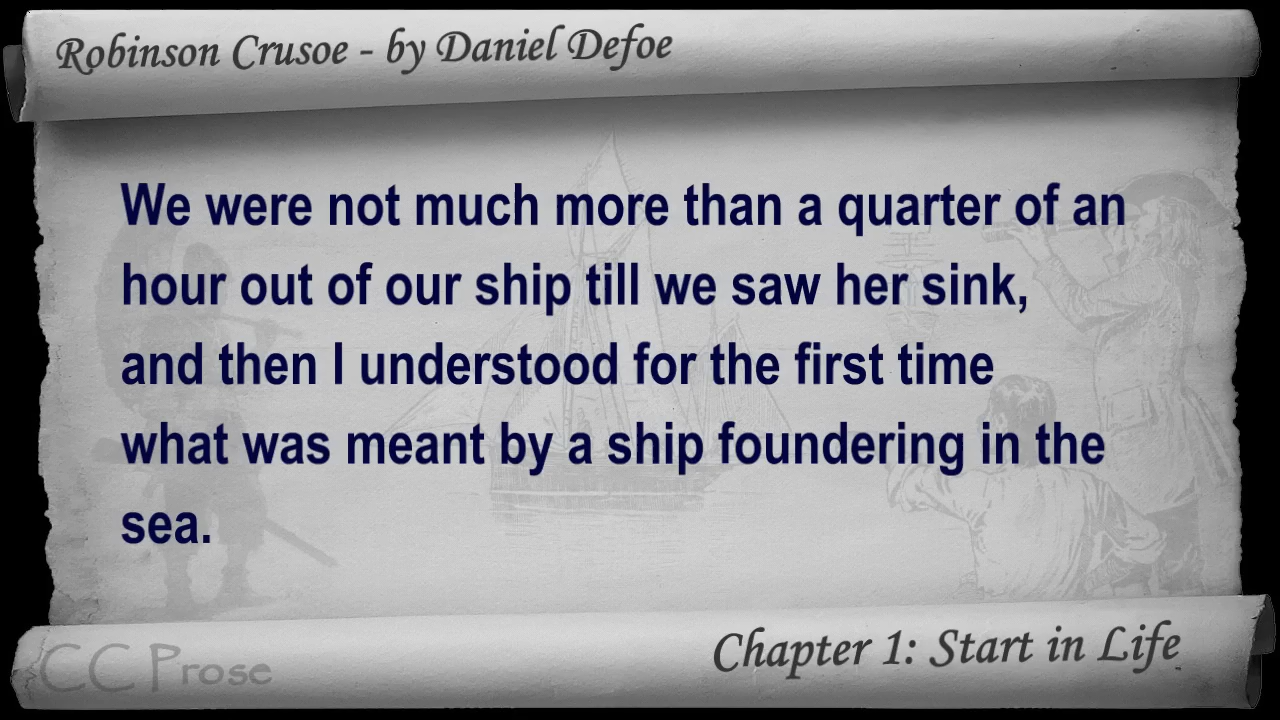 Robinson Crusoe - by Daniel Defoe
We were not much more than a quarter of an
hour out of our ship till we saw her sink,
and then I understood for the first time
what was meant by a ship foundering in the
sea.
Chapter 1: Start in Life
CC Prose